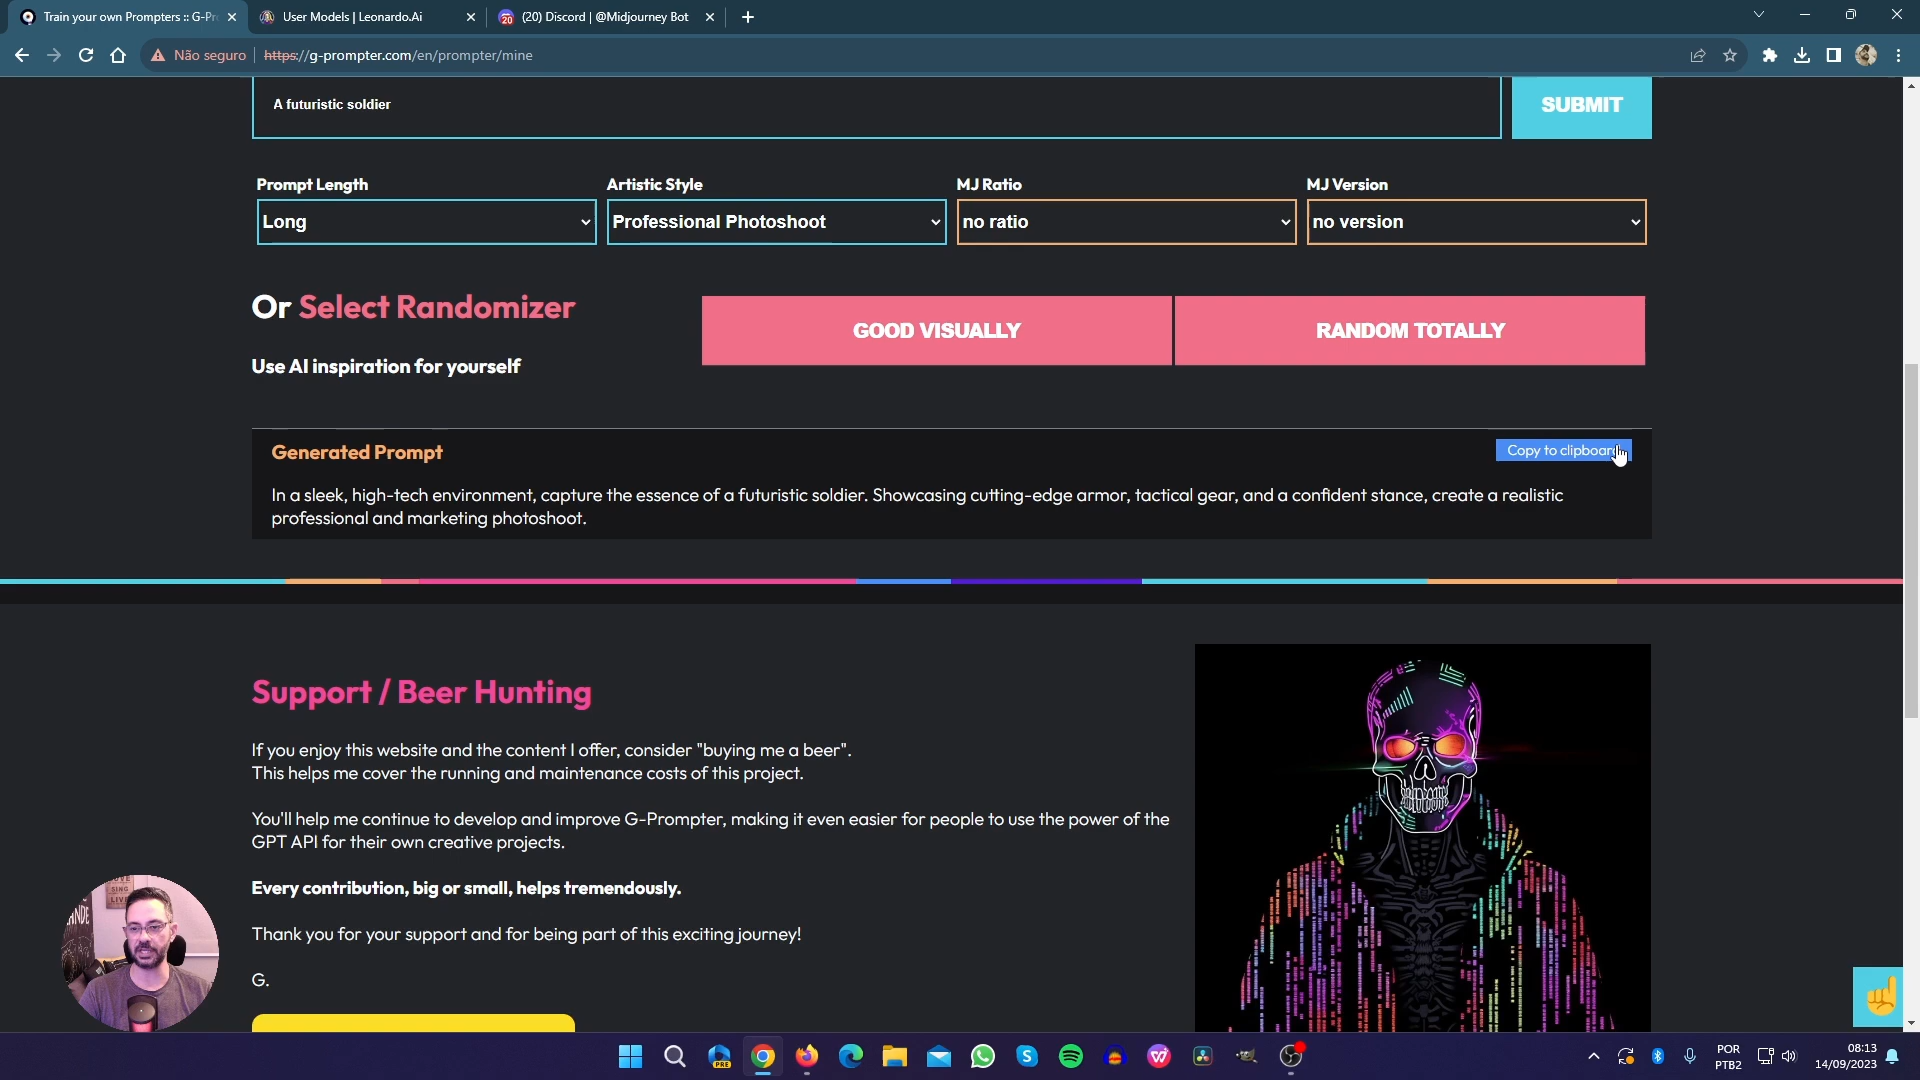 Train your own Prompters :: G-Pr
User Models | Leonardo.Ai
(20) Discord | @Midjourney Bot
Não seguro
https://g-prompter.com/en/prompter/mine
A futuristic soldier
SUBMIT
Prompt Length
Artistic Style
MJ Ratio
MJ Version
Long
Professional Photoshoot
no ratio
no version
Or Select Randomizer
GOOD VISUALLY
RANDOM TOTALLY
Use AI inspiration for yourself
Generated Prompt
Copy to clipboard
In a sleek, high-tech environment, capture the essence of a futuristic soldier. Showcasing cutting-edge armor, tactical gear, and a confident stance, create a realistic
professional and marketing photoshoot.
Support / Beer Hunting
If you enjoy this website and the content I offer, consider "buying me a beer".
This helps me cover the running and maintenance costs of this project.
You'll help me continue to develop and improve G-Prompter, making it even easier for people to use the power of the
GPT API for their own creative projects.
Every contribution, big or small, helps tremendously.
Thank you for your support and for being part of this exciting journey!
G.
SING
PRE
POR
PTB2
08:13
14/09/2023